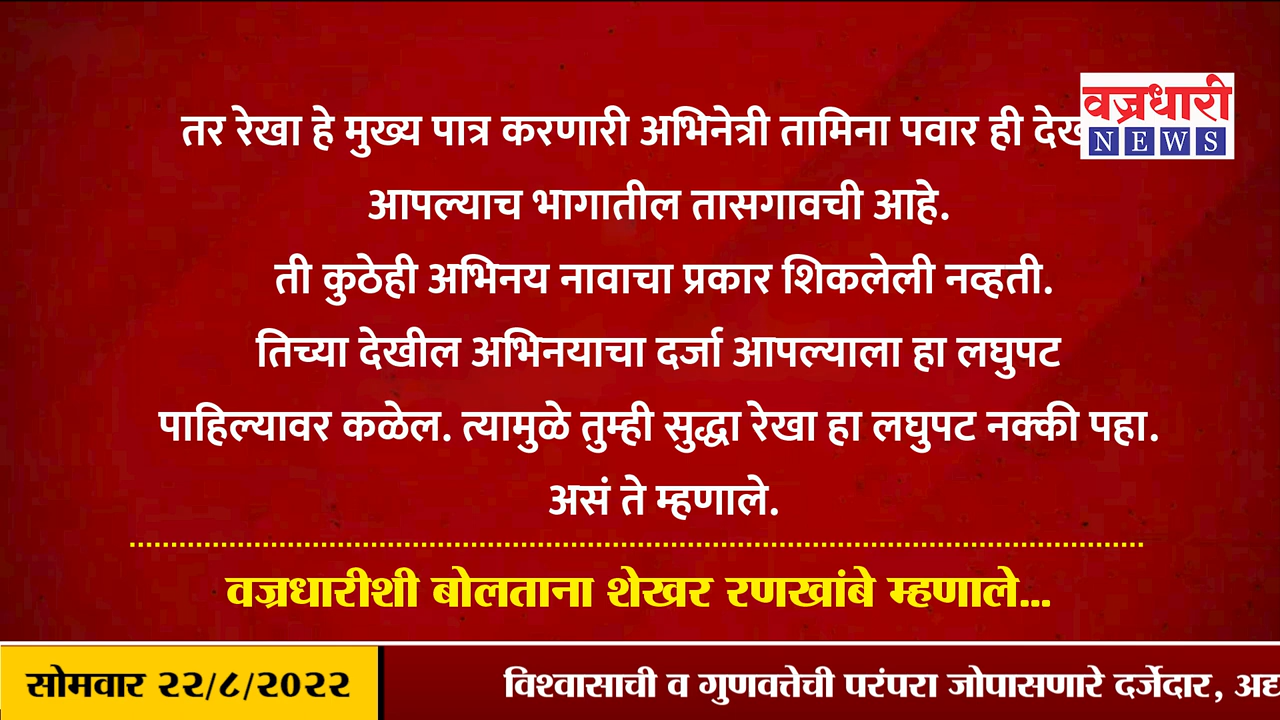 वज्रधारी
NEWS
तर रेखा हे मुख्य पात्र करणारी अभिनेत्री तामिना पवार ही
आपल्याच भागातील तासगावची आहे.
ती कुठेही अभिनय नावाचा प्रकार शिकलेली नव्हती.
तिच्या देखील अभिनयाचा दर्जा आपल्याला हा लघुपट
पाहिल्यावर कळेल. त्यामुळे तुम्ही सुद्धा रेखा हा लघुपट नक्की पहा.
असं ते म्हणाले.
वज्रधारीशी बोलताना शेखर रणखांबे म्हणाले...
सोमवार २२/८/२०२२
विश्वासाची व गुणवत्तेची परंपरा जोपासणारे दर्जेदार,